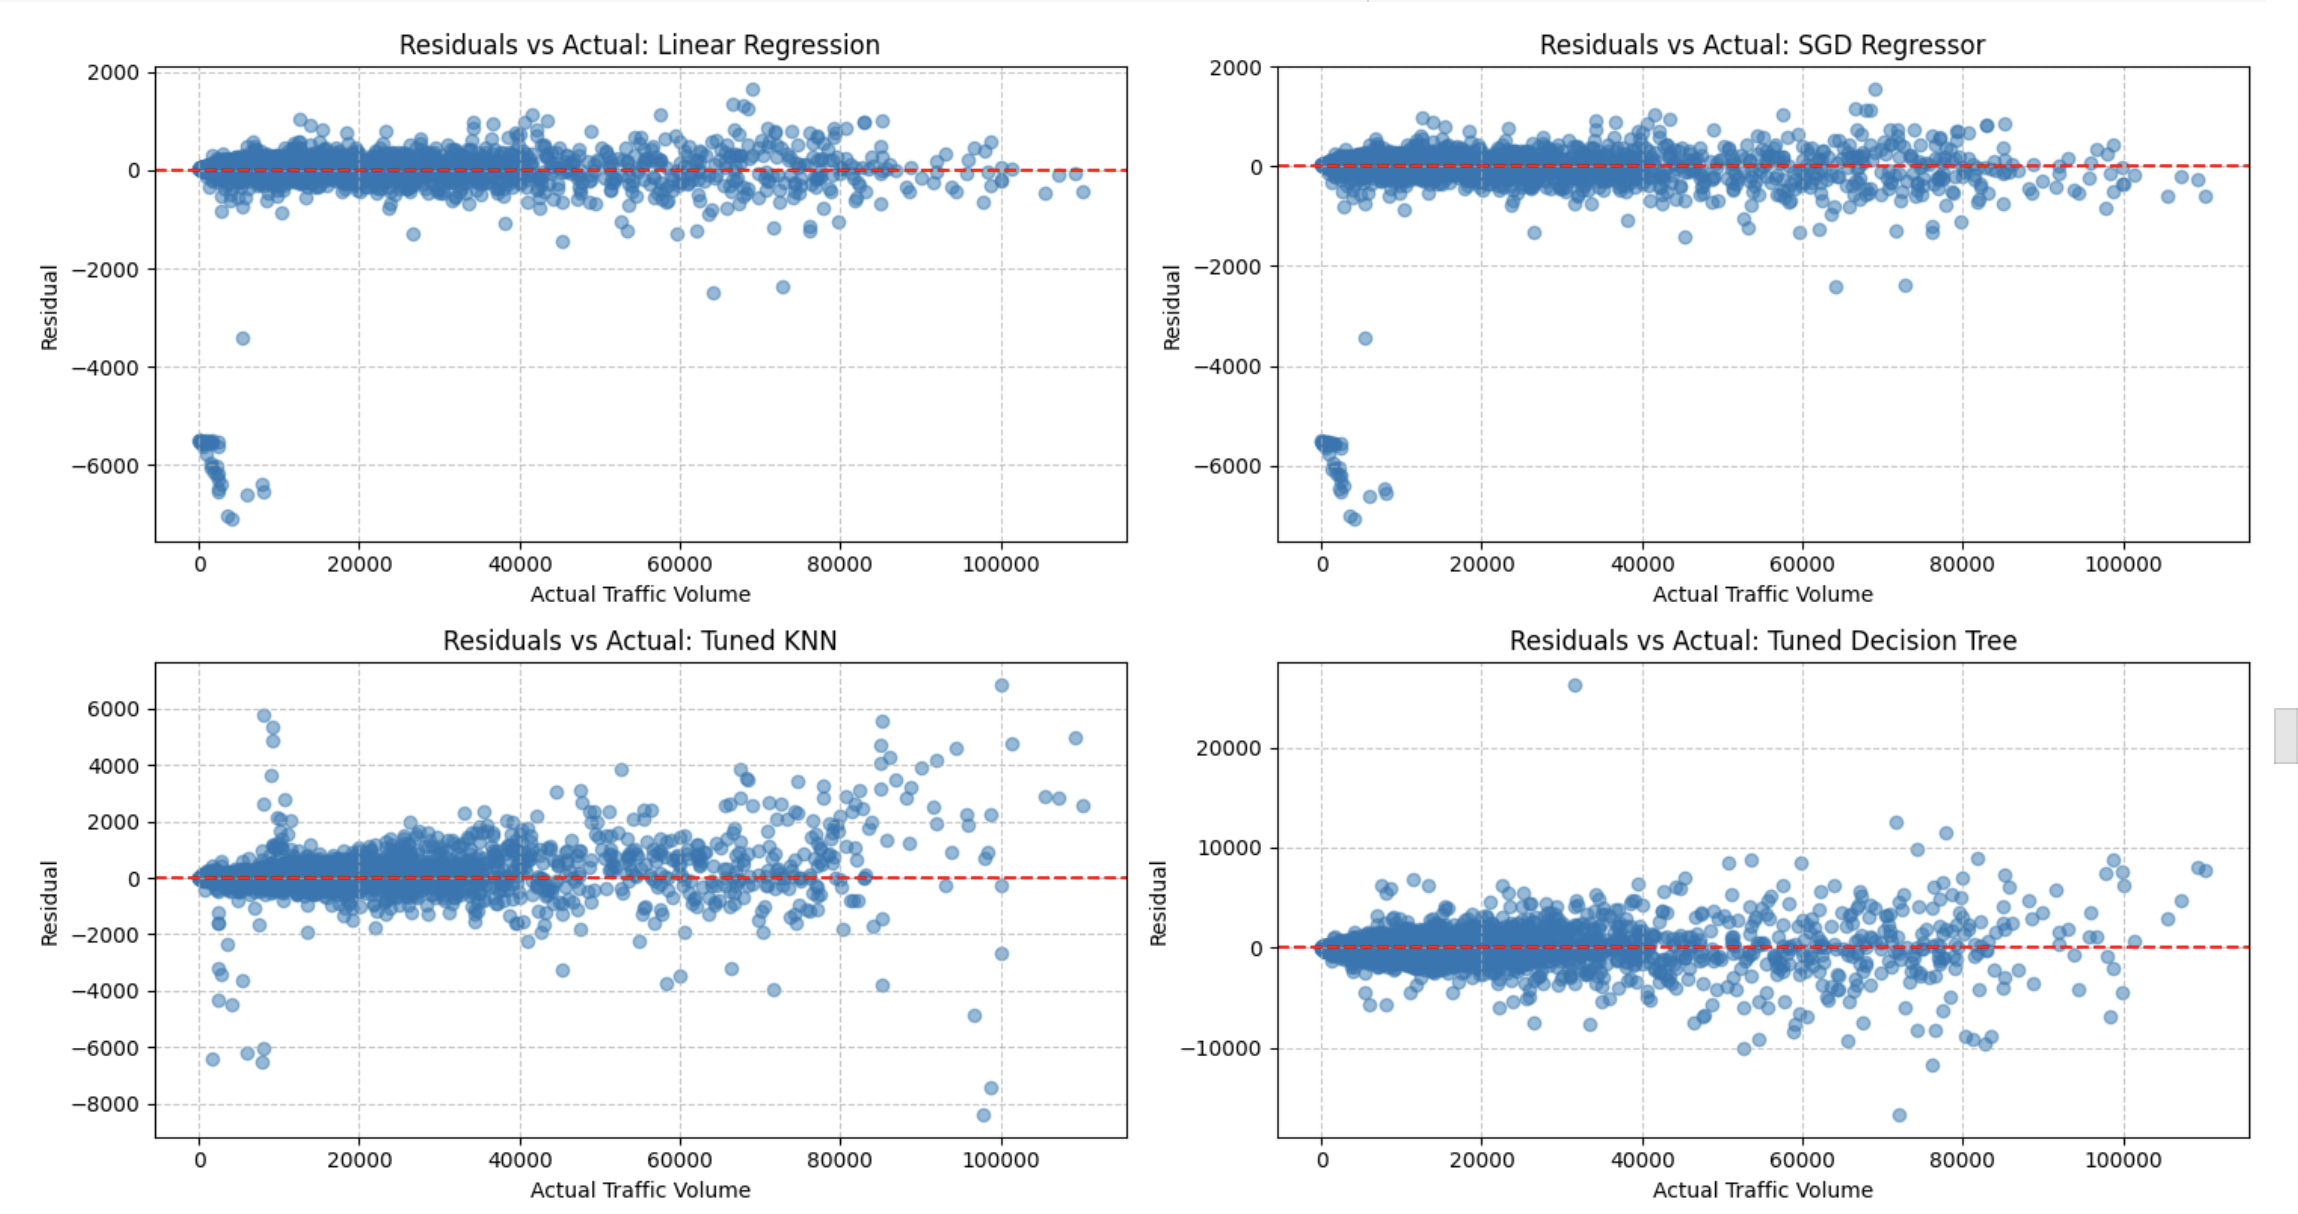 Residuals vs Actual: Linear Regression
2000
0
−2000
−4000
−6000
Residual
0 20000 40000 60000 80000 100000
Actual Traffic Volume
Residuals vs Actual: SGD Regressor
2000
0
−2000
−4000
−6000
Residual
0 20000 40000 60000 80000 100000
Actual Traffic Volume
Residuals vs Actual: Tuned KNN
6000
4000
2000
0
−2000
−4000
−6000
−8000
Residual
0 20000 40000 60000 80000 100000
Actual Traffic Volume
Residuals vs Actual: Tuned Decision Tree
20000
10000
0
−10000
Residual
0 20000 40000 60000 80000 100000
Actual Traffic Volume